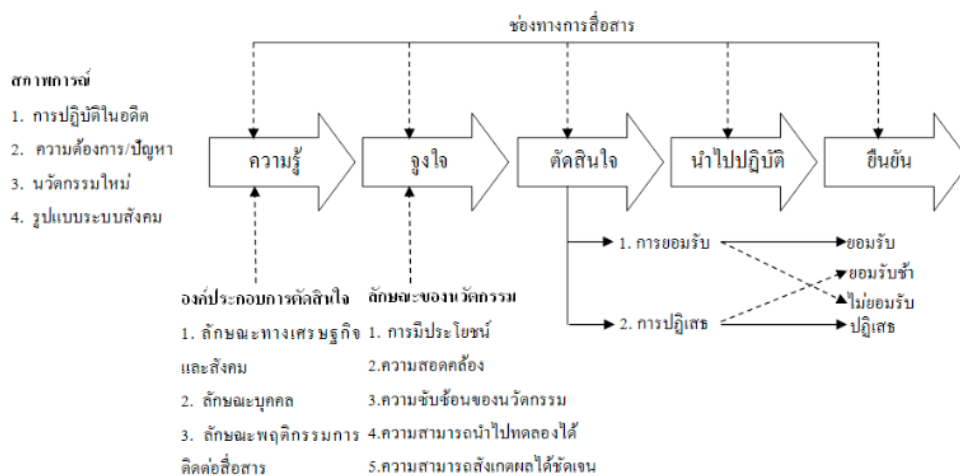 ช่องทางการสื่อสาร
สภาพการณ์
1. การปฏิบัติในอดีต
2. ความต้องการ/ปัญหา
3. นวัตกรรมใหม่
4. รูปแบบระบบสังคม
ความรู้
จูงใจ
ตัดสินใจ
นำไปปฏิบัติ
ยืนยัน
1. การยอมรับ
ยอมรับ
ยอมรับช้า
ไม่ยอมรับ
2. การปฏิเสธ
ปฏิเสธ
องค์ประกอบการตัดสินใจ
1. ลักษณะทางเศรษฐกิจ
และสังคม
2. ลักษณะบุคคล
3. ลักษณะพฤติกรรมการ
ติดต่อสื่อสาร
ลักษณะของนวัตกรรม
1. การมีประโยชน์
2.ความสอดคล้อง
3.ความซับซ้อนของนวัตกรรม
4.ความสามารถนำไปทดลองได้
5.ความสามารถสังเกตผลได้ชัดเจน